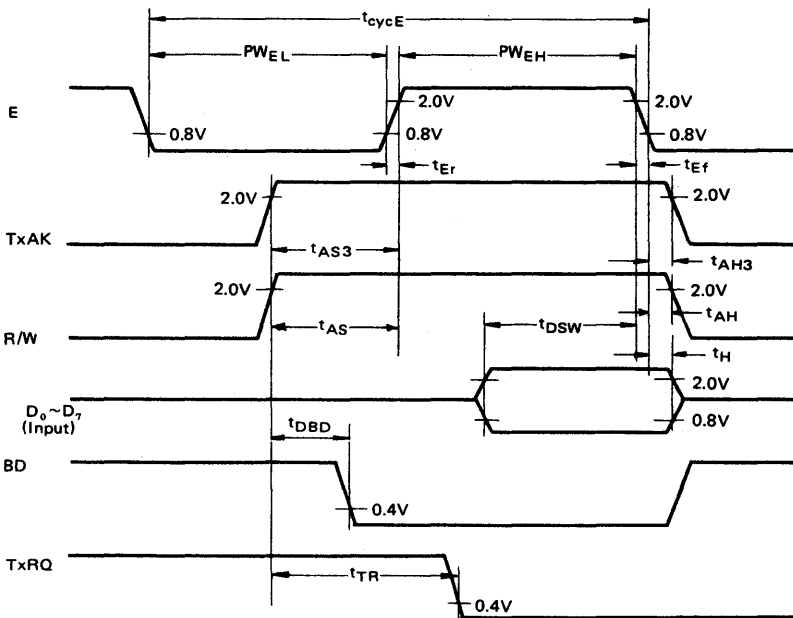 tcycE
PWEL
PWEH
E
2.0V
2.0V
0.8V
0.8V
0.8V
tEr
tEf
2.0V
2.0V
TxAK
tAS3
tAH3
2.0V
2.0V
R/W
tAS
tDSW
tAH
tH
2.0V
D₀~D₇
(Input)
0.8V
tDBD
BD
0.4V
TxRQ
tTR
0.4V